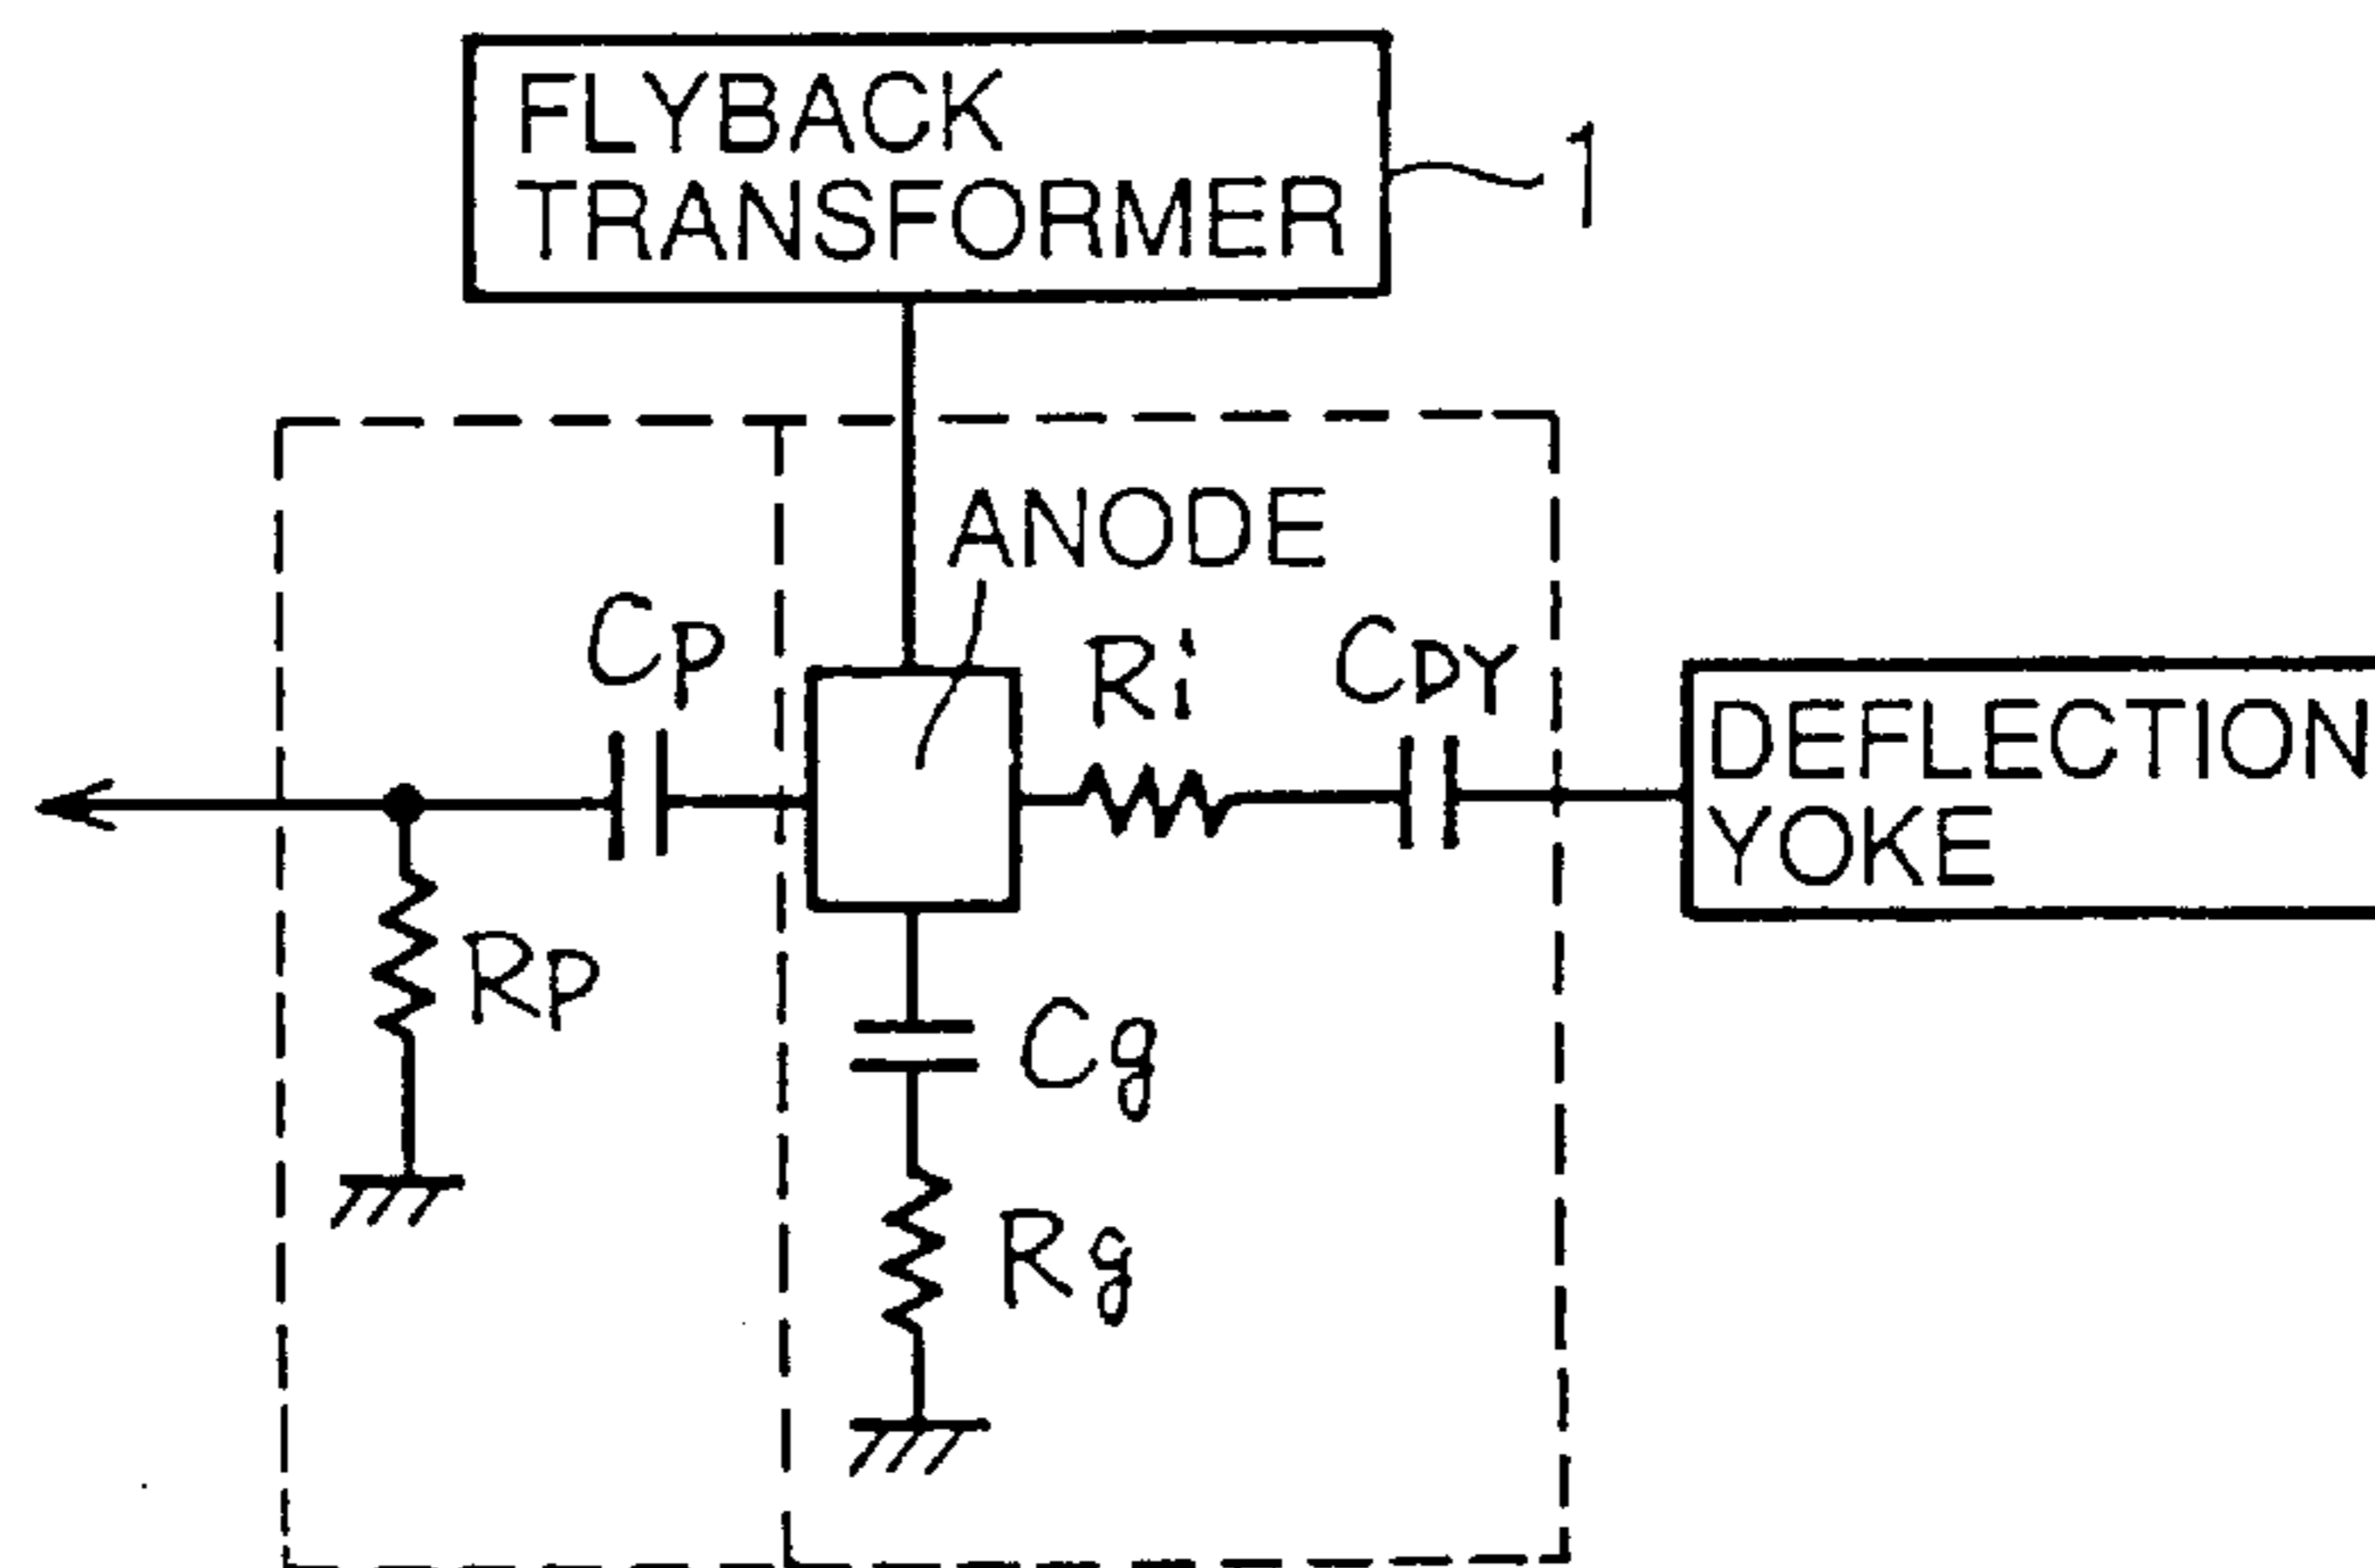 FLYBACK
TRANSFORMER
1
ANODE
CP
Ri
CDY
DEFLECTION
YOKE
RP
Cg
Rg